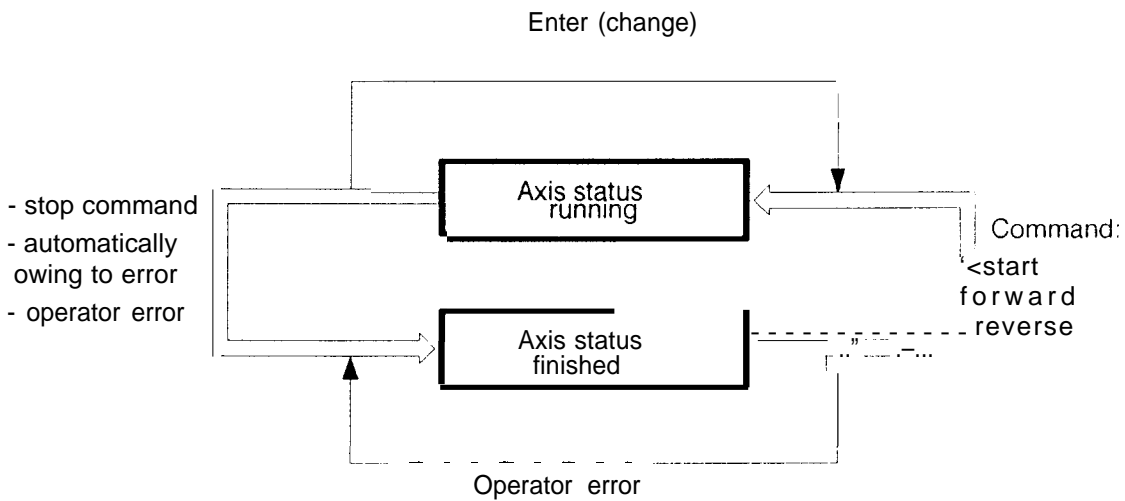 Enter (change)
Axis status
running
- stop command
- automatically
owing to error
- operator error
Command:
<start
forward
reverse
Axis status
finished
Operator error